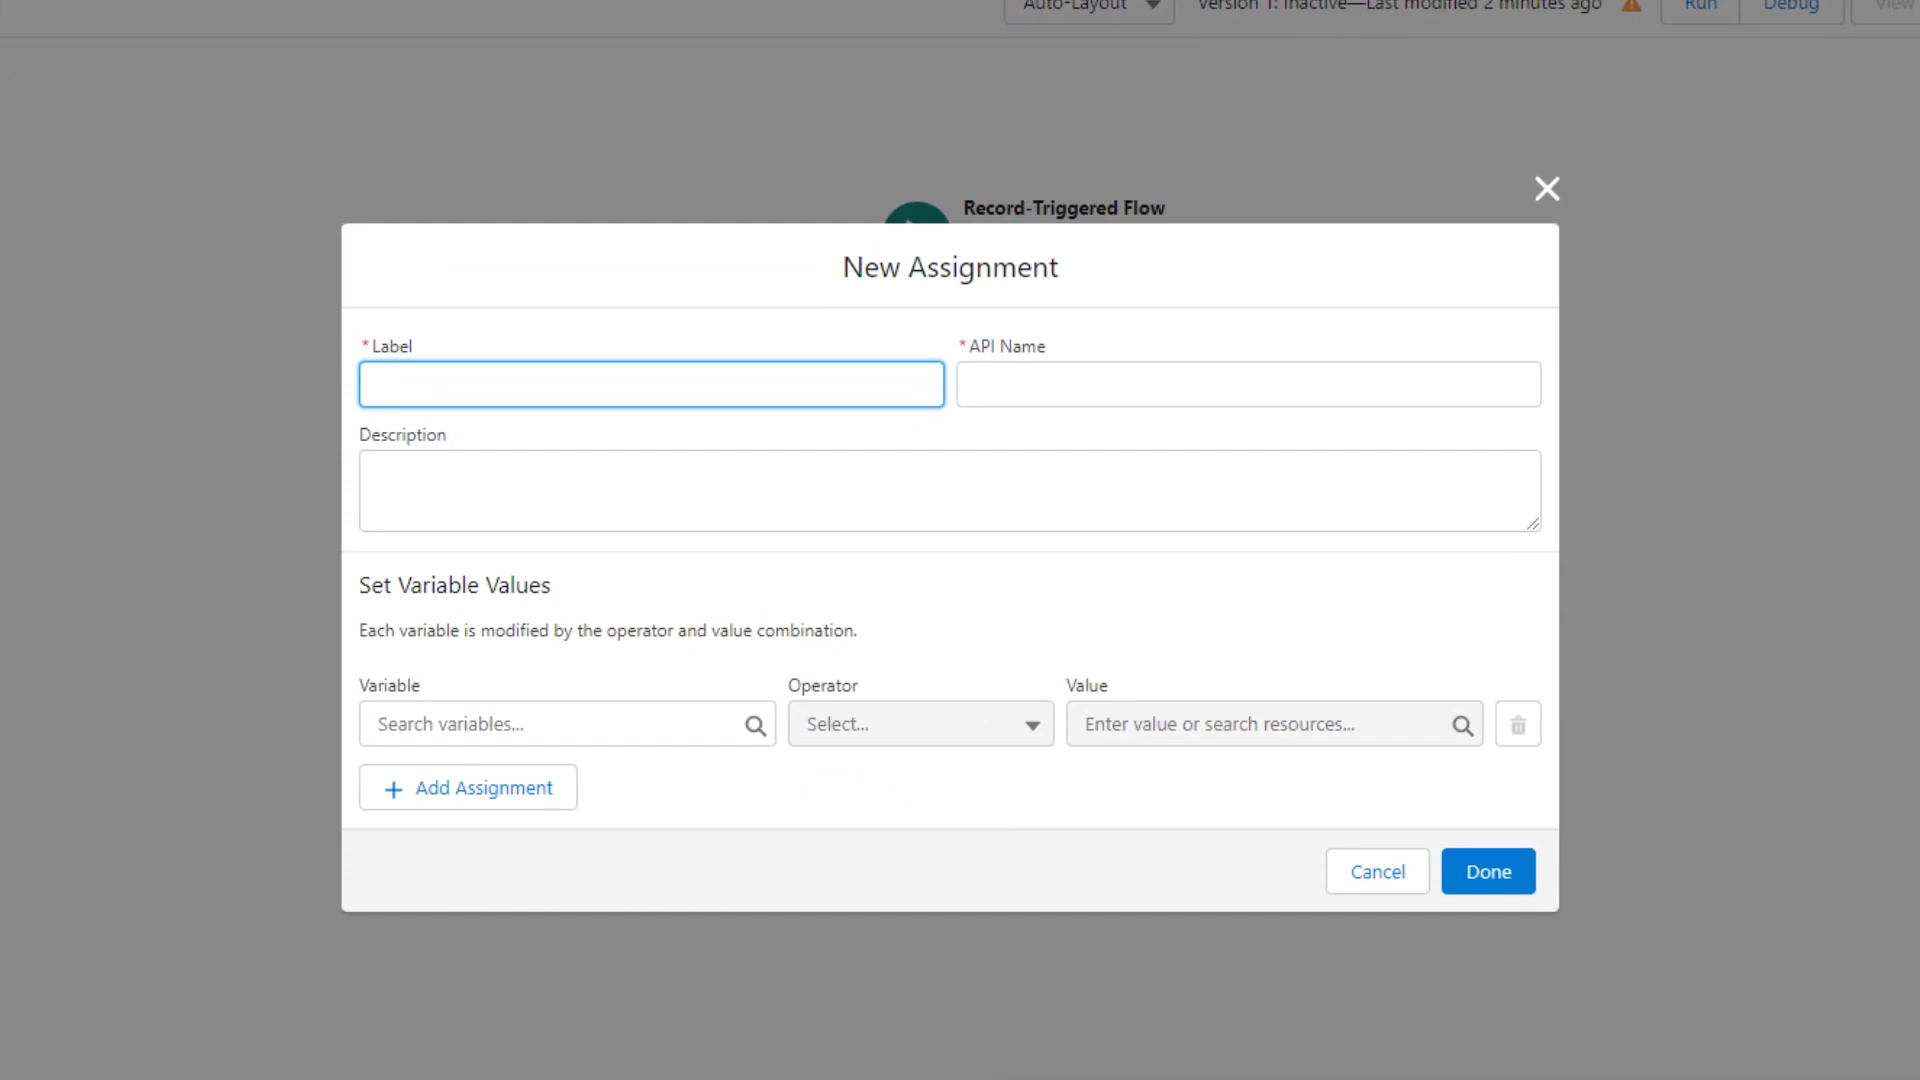 Auto-Layout
Version 1: Inactive—Last modified 2 minutes ago
Run
Debug
View
Record-Triggered Flow
New Assignment
*Label
*API Name
Description
Set Variable Values
Each variable is modified by the operator and value combination.
Variable
Operator
Value
Search variables...
Select...
Enter value or search resources...
+ Add Assignment
Cancel
Done